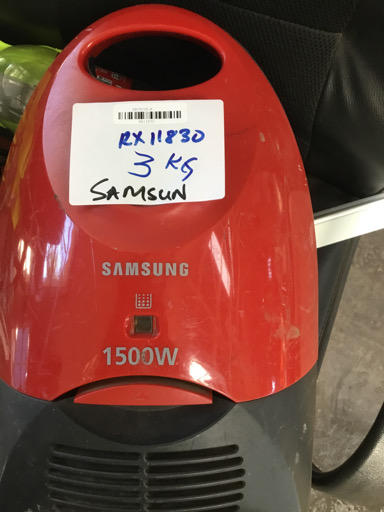 RX11830
3 KG
SAMSUN
SAMSUNG
1500W